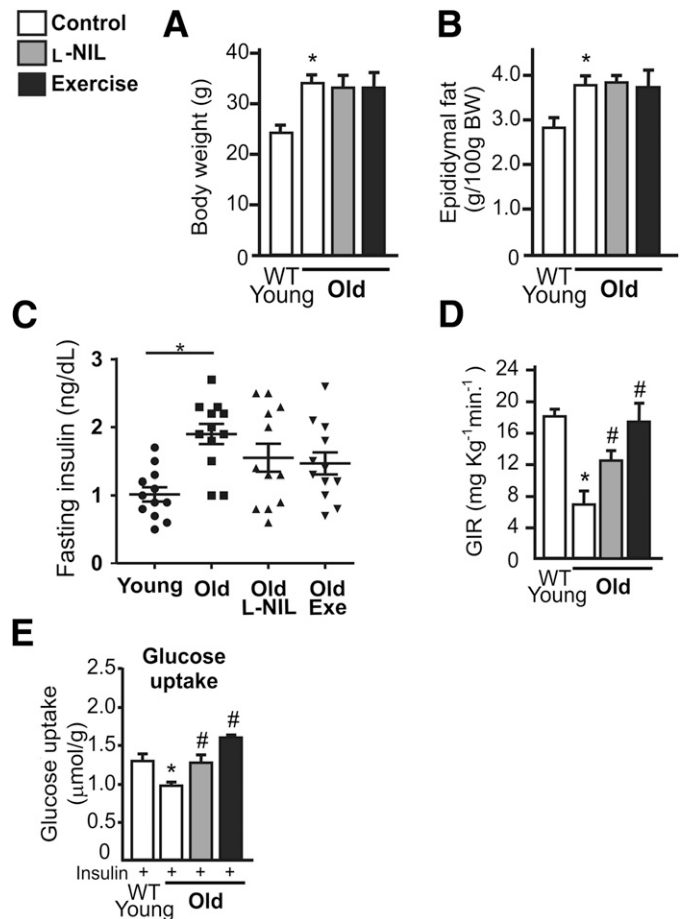 Control
L-NIL
Exercise
A
Body weight (g)
40
30
20
10
0
*
WT
Young
Old
B
Epididymal fat
(g/100g BW)
4.0
3.0
2.0
1.0
0
*
WT
Young
Old
C
Fasting insulin (ng/dL)
3
2
1
0
*
Young
Old
Old
L-NIL
Old
Exe
D
GIR (mg Kg⁻¹min.⁻¹)
24
20
18
16
12
8
4
0
*
#
#
WT
Young
Old
E
Glucose
uptake
Glucose uptake
(μmol/g)
2.5
2.0
1.5
1.0
0.5
0
*
#
#
Insulin + + + +
WT
Young
Old